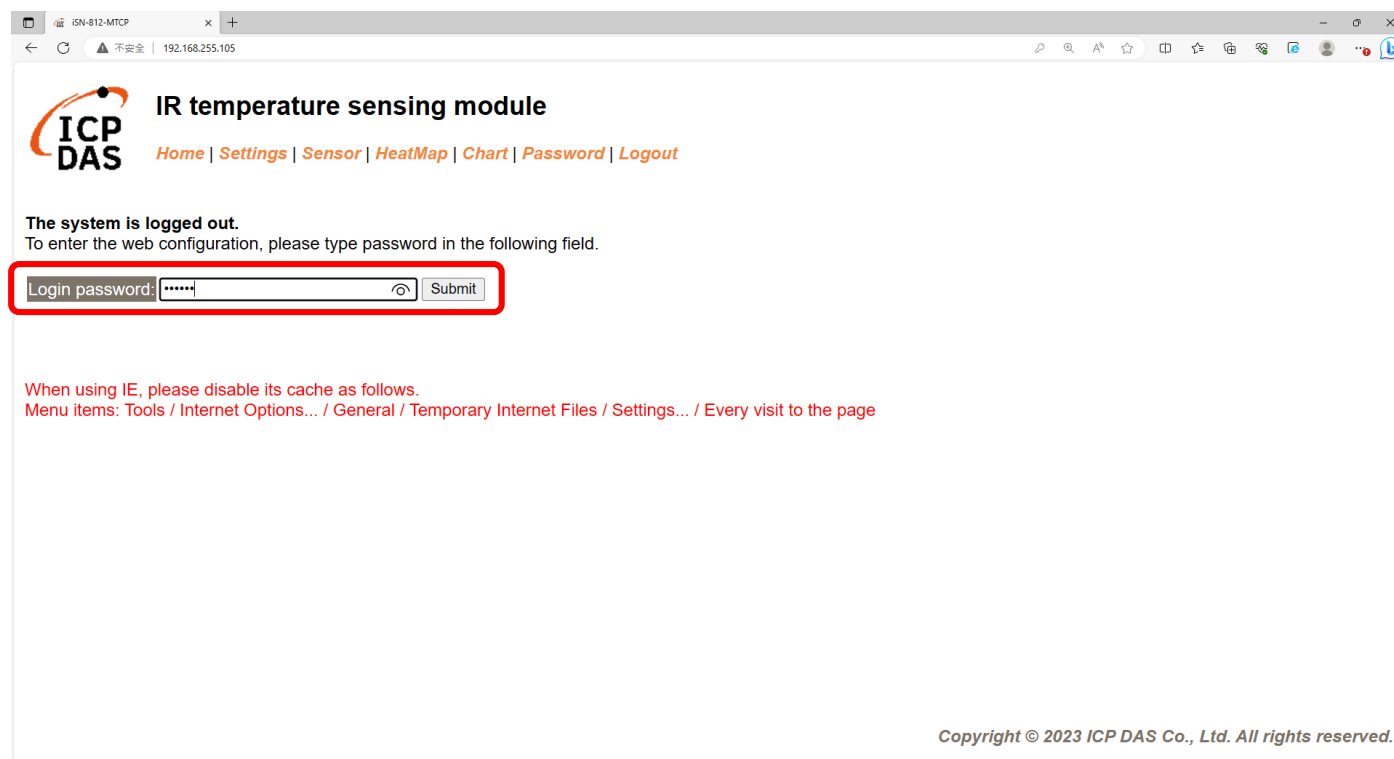 iSN-812-MTCP
不安全 | 192.168.255.105
ICP
DAS
IR temperature sensing module
Home | Settings | Sensor | HeatMap | Chart | Password | Logout
The system is logged out.
To enter the web configuration, please type password in the following field.
Login password: •••••• Submit
When using IE, please disable its cache as follows.
Menu items: Tools / Internet Options... / General / Temporary Internet Files / Settings... / Every visit to the page
Copyright © 2023 ICP DAS Co., Ltd. All rights reserved.